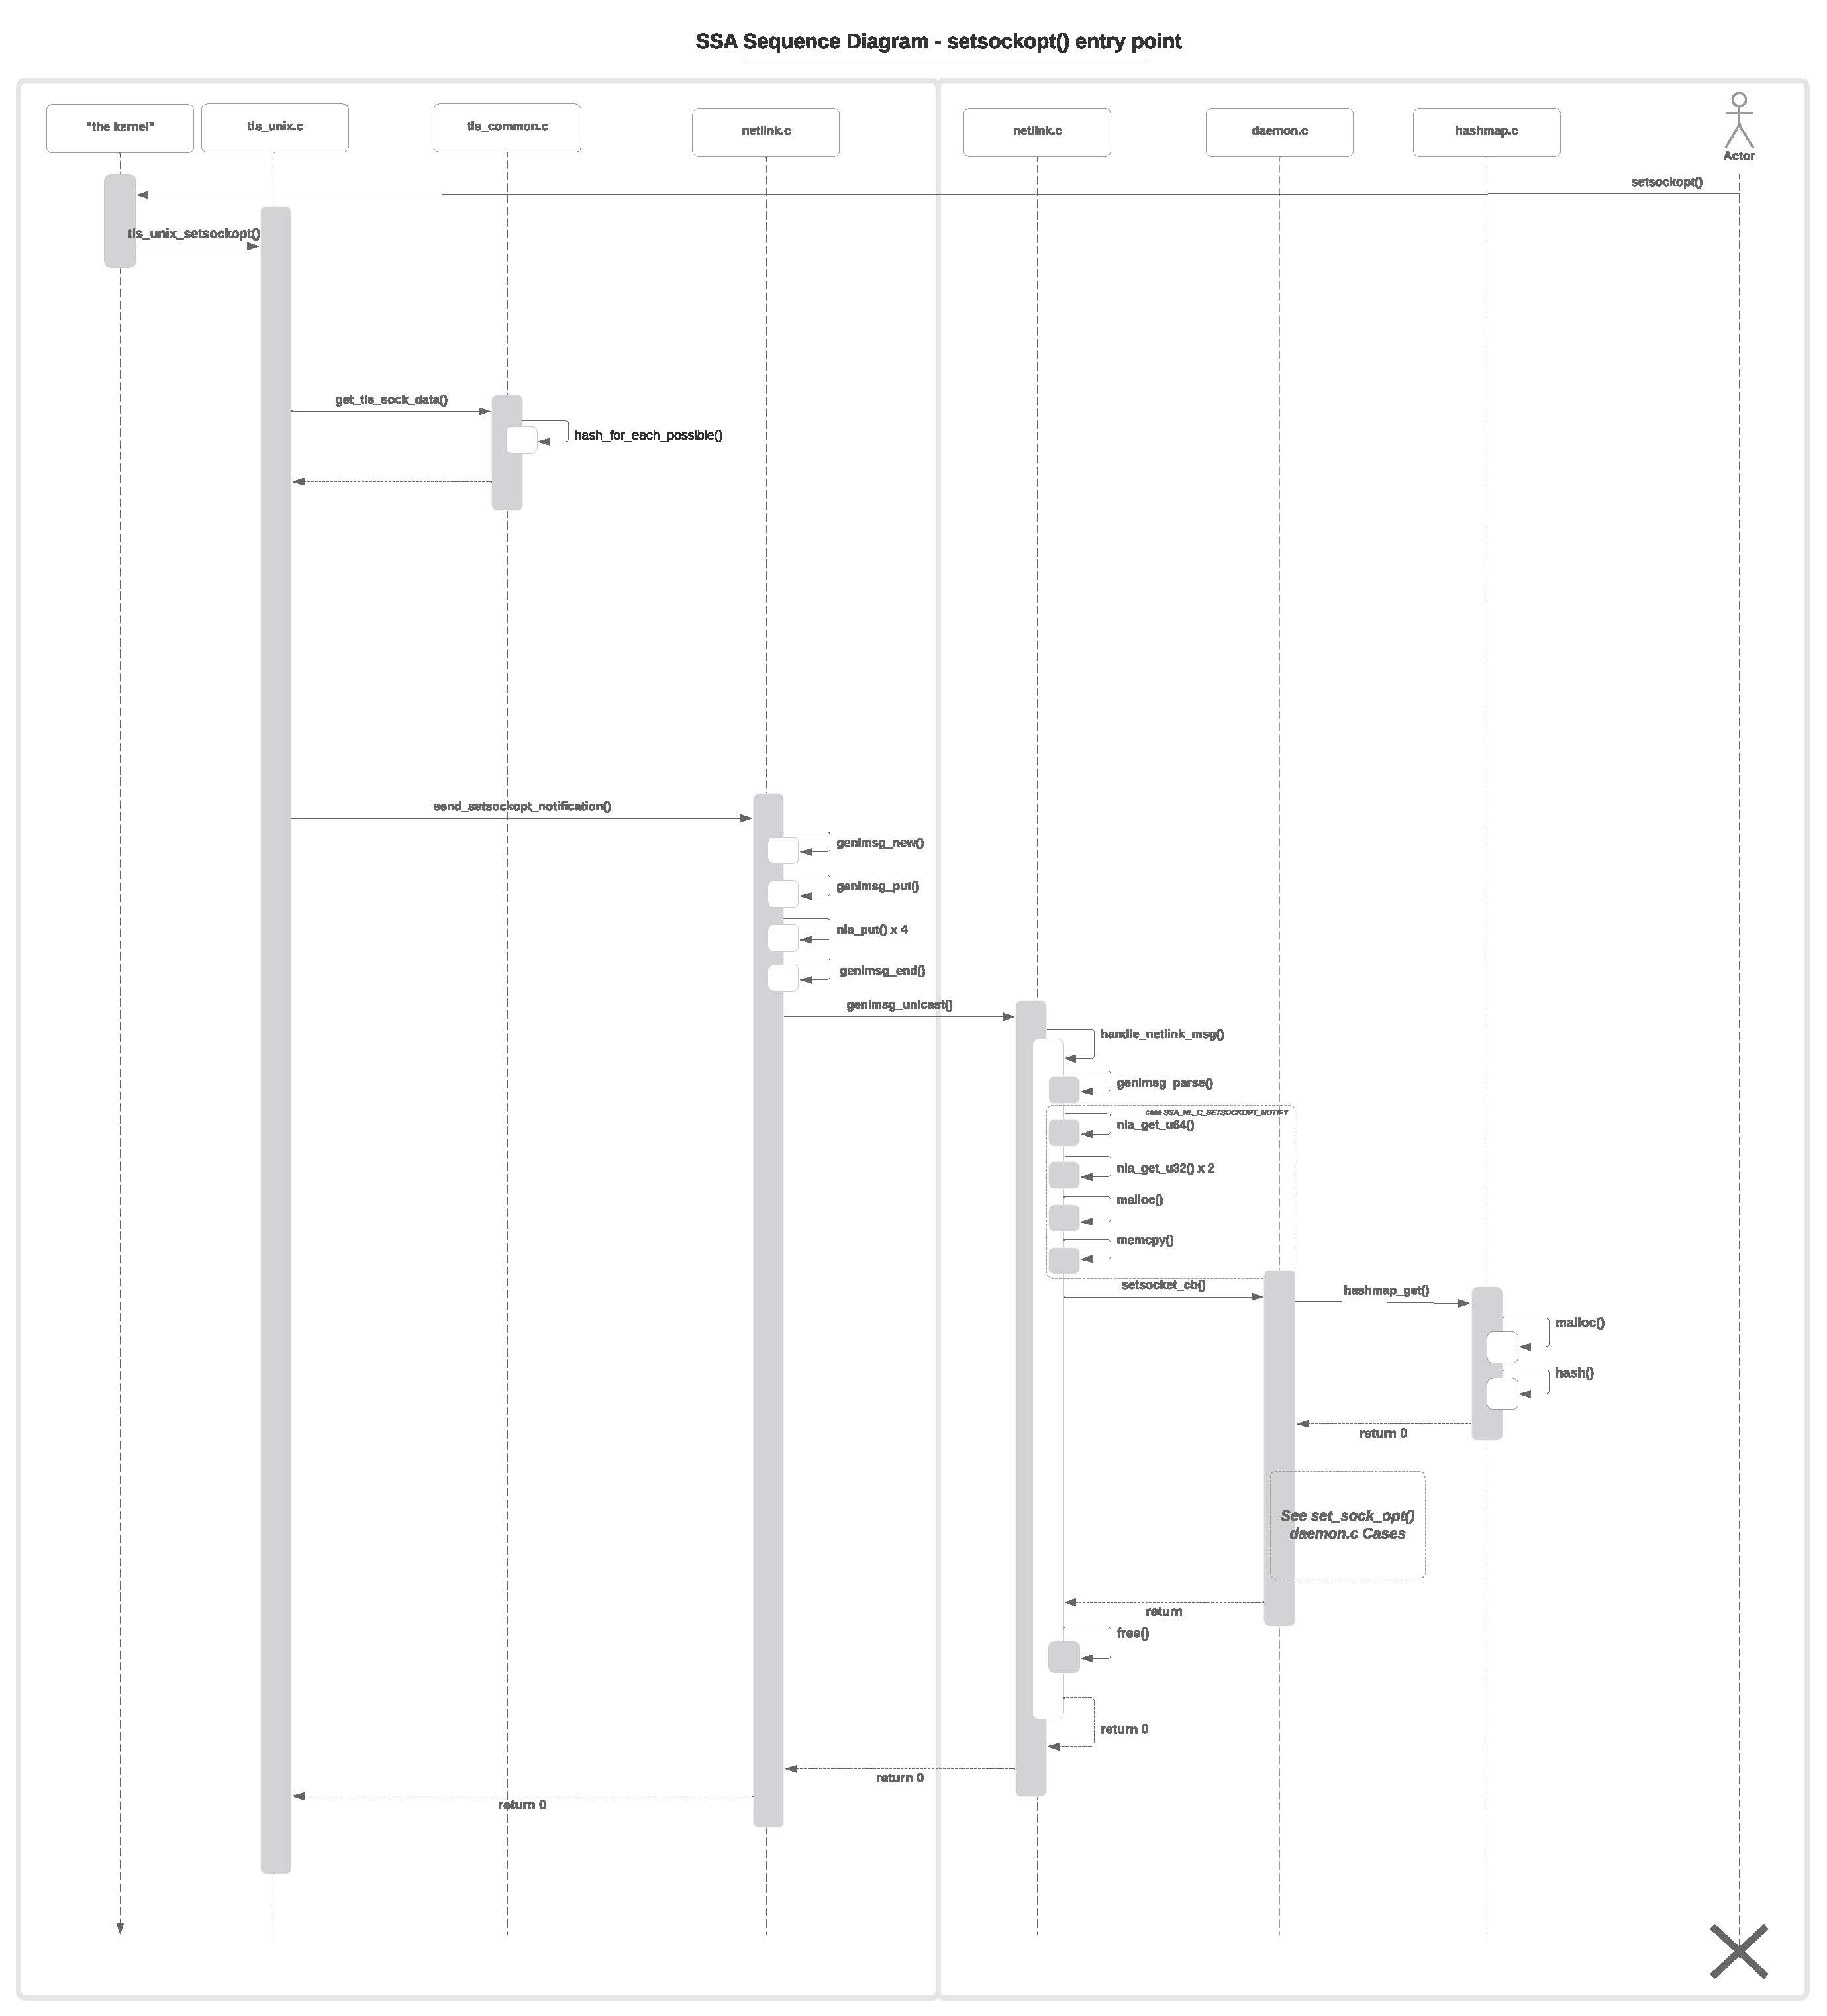 SSA Sequence Diagram - setsockopt() entry point
"the kernel"
tls_unix.c
tls_common.c
netlink.c
netlink.c
daemon.c
hashmap.c
Actor
setsockopt()
tls_unix_setsockopt()
get_tls_sock_data()
hash_for_each_possible()
send_setsockopt_notification()
genlmsg_new()
genlmsg_put()
nla_put() x 4
genlmsg_end()
genlmsg_unicast()
handle_netlink_msg()
genlmsg_parse()
case SSA_NL_C_SETSOCKOPT_NOTIFY
nla_get_u64()
nla_get_u32() x 2
malloc()
memcpy()
setsocket_cb()
hashmap_get()
malloc()
hash()
return 0
See set_sock_opt()
daemon.c Cases
return
free()
return 0
return 0
return 0